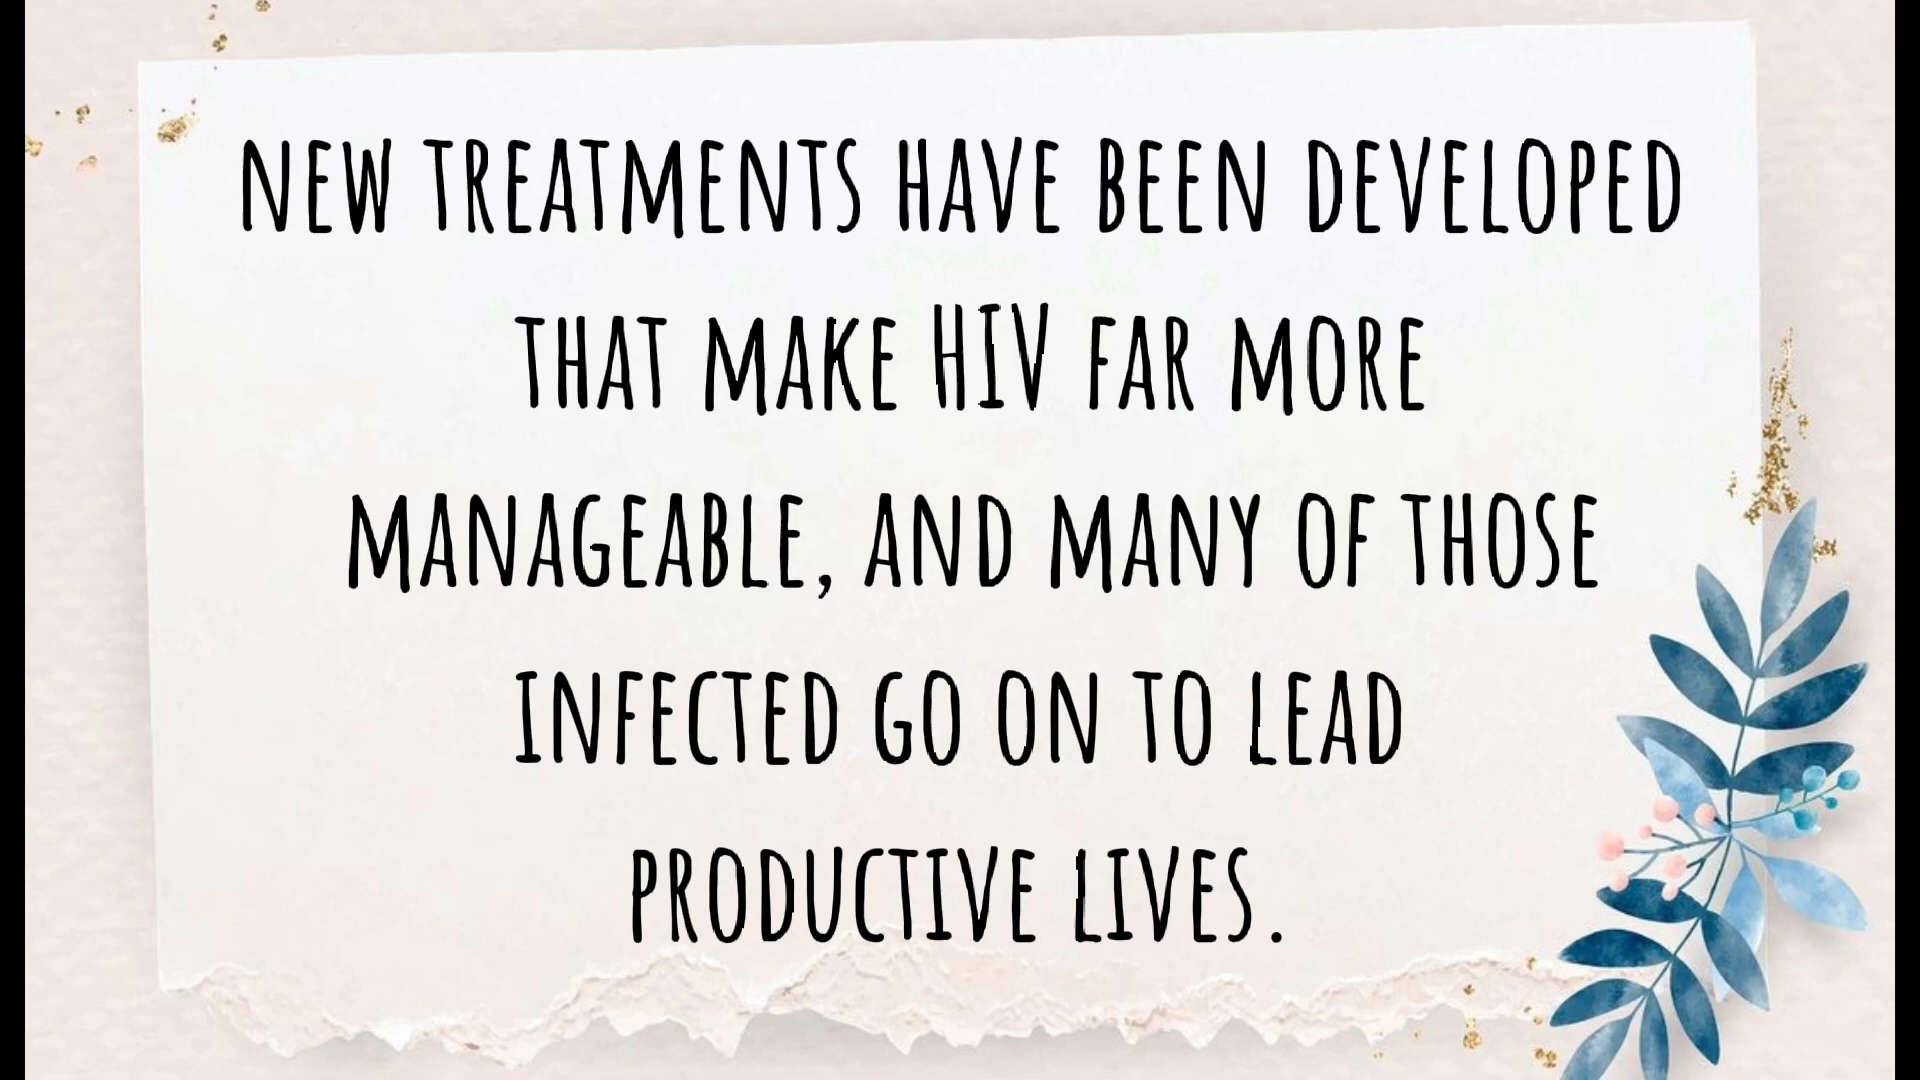 NEW TREATMENTS HAVE BEEN DEVELOPED
THAT MAKE HIV FAR MORE
MANAGEABLE, AND MANY OF THOSE
INFECTED GO ON TO LEAD
PRODUCTIVE LIVES.